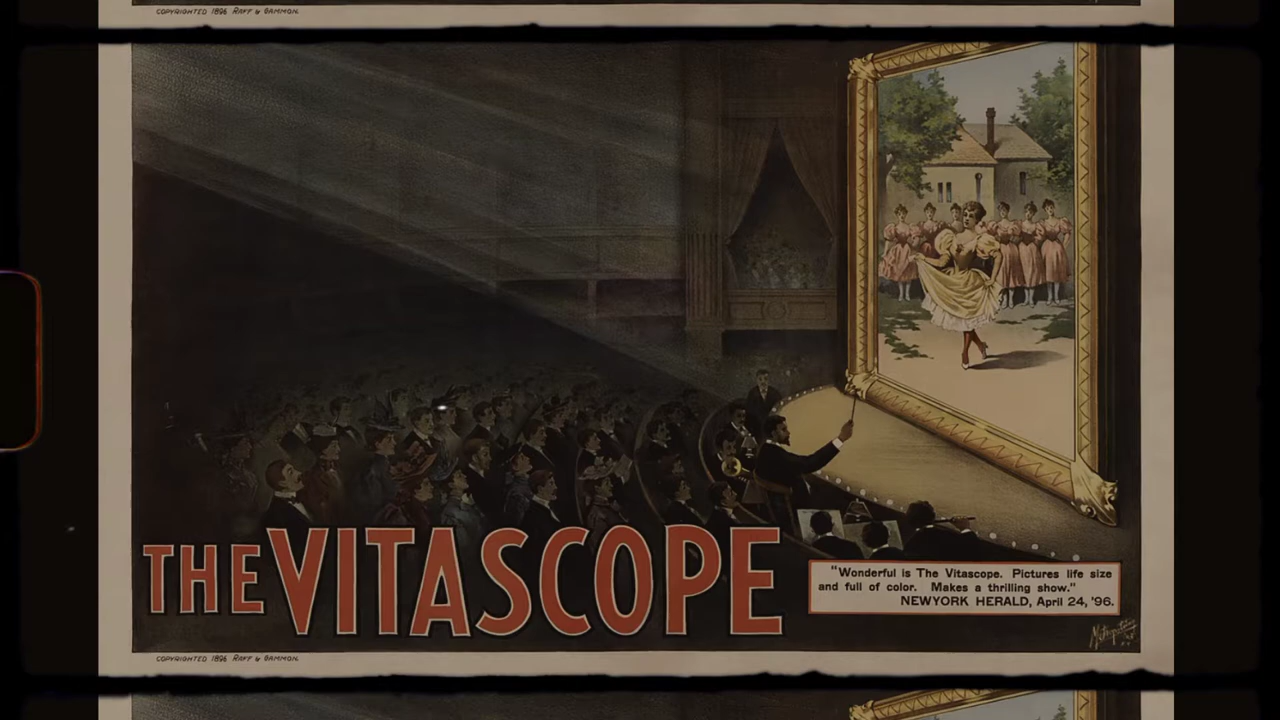 COPYRIGHTED 1896 RAFF & GAMMON.
THE VITASCOPE
"Wonderful is The Vitascope. Pictures life size
and full of color. Makes a thrilling show."
NEWYORK HERALD, April 24, '96.
Metropolitan
COPYRIGHTED 1896 RAFF & GAMMON.